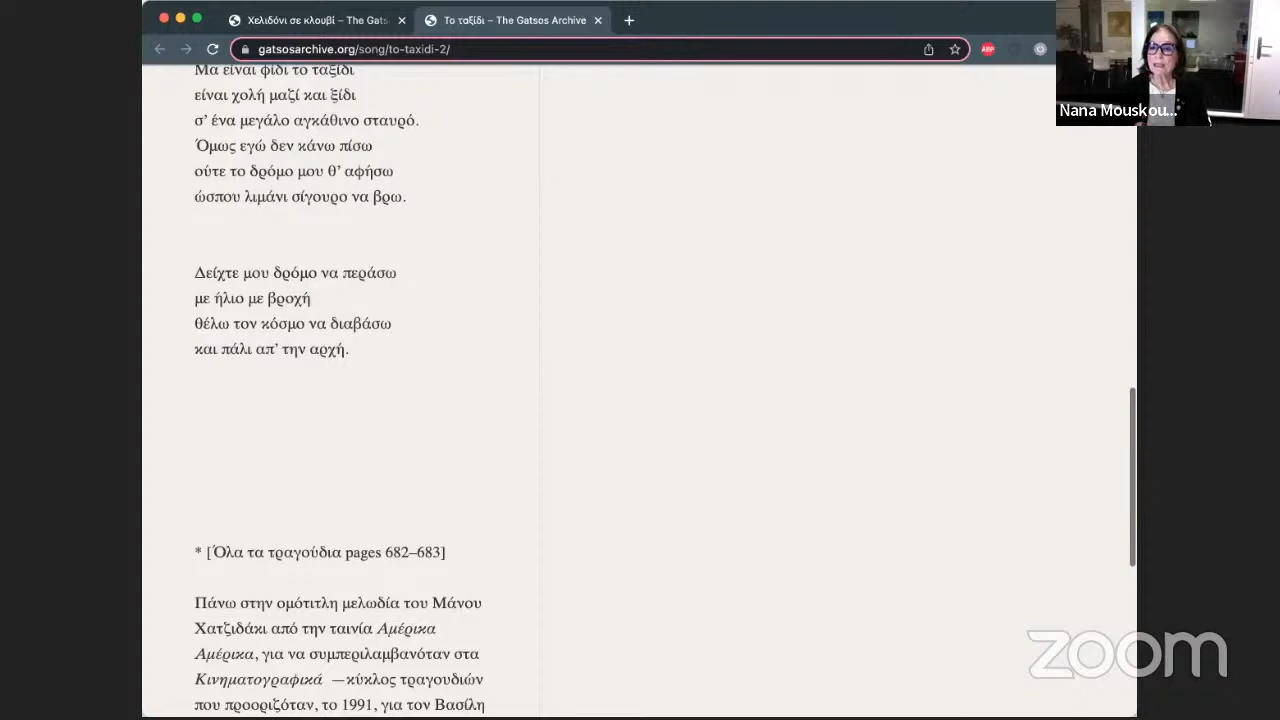 Χελιδόνι σε κλουβί – The Gats
Το ταξίδι – The Gatsos Archive
gatsosarchive.org/song/to-taxidi-2/
ABP
Nana Mouskou...
Μα είναι φίδι το ταξίδι
είναι χολή μαζί και ξίδι
σ’ ένα μεγάλο αγκάθινο σταυρό.
Όμως εγώ δεν κάνω πίσω
ούτε το δρόμο μου θ’ αφήσω
ώσπου λιμάνι σίγουρο να βρω.
Δείχτε μου δρόμο να περάσω
με ήλιο με βροχή
θέλω τον κόσμο να διαβάσω
και πάλι απ’ την αρχή.
* [Όλα τα τραγούδια pages 682–683]
Πάνω στην ομότιτλη μελωδία του Μάνου
Χατζιδάκι από την ταινία Αμέρικα
Αμέρικα, για να συμπεριλαμβανόταν στα
Κινηματογραφικά —κύκλος τραγουδιών
που προοριζόταν, το 1991, για τον Βασίλη
zoom